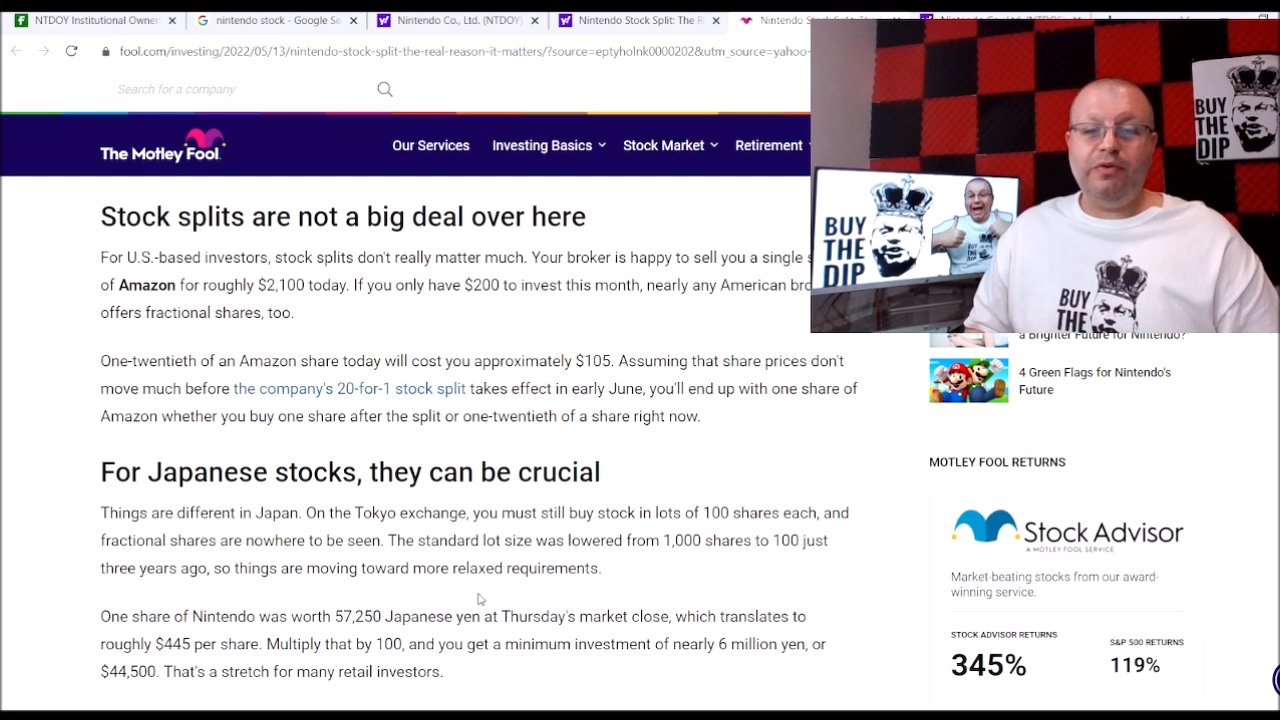 NTDOY Institutional Owner
nintendo stock - Google Se
Nintendo Co., Ltd. (NTDOY)
Nintendo Stock Split: The R
fool.com/investing/2022/05/13/nintendo-stock-split-the-real-reason-it-matters/?source=eptyholnk0000202&utm_source=yahoo-
Search for a company
The Motley Fool.
Our Services
Investing Basics
Stock Market
Retirement
BUY
THE
DIP
BUY
THE
DIP
BUY
THE
Stock splits are not a big deal over here
For U.S.-based investors, stock splits don't really matter much. Your broker is happy to sell you a single s
of Amazon for roughly $2,100 today. If you only have $200 to invest this month, nearly any American bro
offers fractional shares, too.
One-twentieth of an Amazon share today will cost you approximately $105. Assuming that share prices don't
move much before the company's 20-for-1 stock split takes effect in early June, you'll end up with one share of
Amazon whether you buy one share after the split or one-twentieth of a share right now.
For Japanese stocks, they can be crucial
Things are different in Japan. On the Tokyo exchange, you must still buy stock in lots of 100 shares each, and
fractional shares are nowhere to be seen. The standard lot size was lowered from 1,000 shares to 100 just
three years ago, so things are moving toward more relaxed requirements.
One share of Nintendo was worth 57,250 Japanese yen at Thursday's market close, which translates to
roughly $445 per share. Multiply that by 100, and you get a minimum investment of nearly 6 million yen, or
$44,500. That's a stretch for many retail investors.
a Brighter Future for Nintendo?
4 Green Flags for Nintendo's
Future
MOTLEY FOOL RETURNS
Stock Advisor
A MOTLEY FOOL SERVICE
Market-beating stocks from our award-
winning service.
STOCK ADVISOR RETURNS
345%
S&P 500 RETURNS
119%